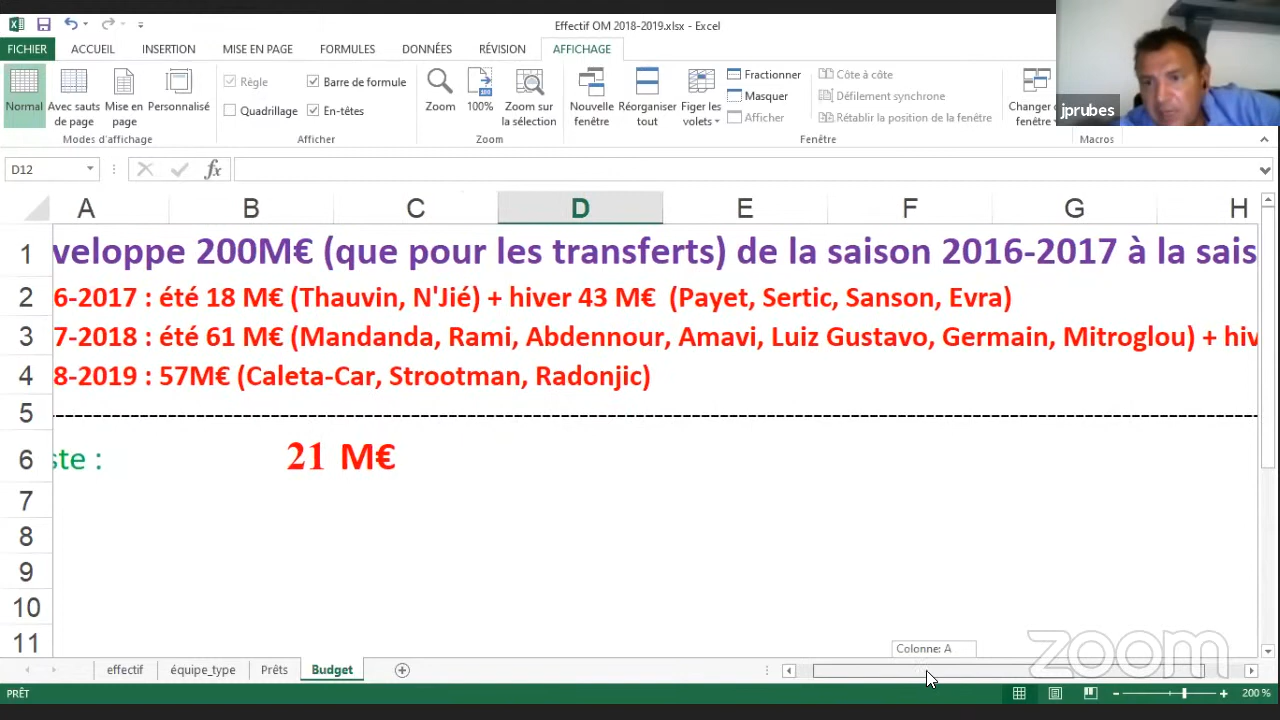 Effectif OM 2018-2019.xlsx - Excel
FICHIER ACCUEIL INSERTION MISE EN PAGE FORMULES DONNÉES RÉVISION AFFICHAGE
Normal
Avec sauts de page
Mise en page
Personnalisé
Modes d'affichage
Règle
Barre de formule
Quadrillage
En-têtes
Afficher
Zoom
100%
Zoom sur la sélection
Zoom
Nouvelle fenêtre
Réorganiser tout
Figer les volets
Fractionner
Masquer
Afficher
Côte à côte
Défilement synchrone
Rétablir la position de la fenêtre
Fenêtre
Changer de fenêtre
Macros
jprubes
D12
fx
A B C D E F G H
1 veloppe 200M€ (que pour les transferts) de la saison 2016-2017 à la sais
2 6-2017 : été 18 M€ (Thauvin, N'Jié) + hiver 43 M€ (Payet, Sertic, Sanson, Evra)
3 7-2018 : été 61 M€ (Mandanda, Rami, Abdennour, Amavi, Luiz Gustavo, Germain, Mitroglou) + hiv
4 8-2019 : 57M€ (Caleta-Car, Strootman, Radonjic)
5 --------------------------------------------------------------------------------
6 ste : 21 M€
7
8
9
10
11
Colonne: A
zoom
effectif équipe_type Prêts Budget
PRÊT
200 %